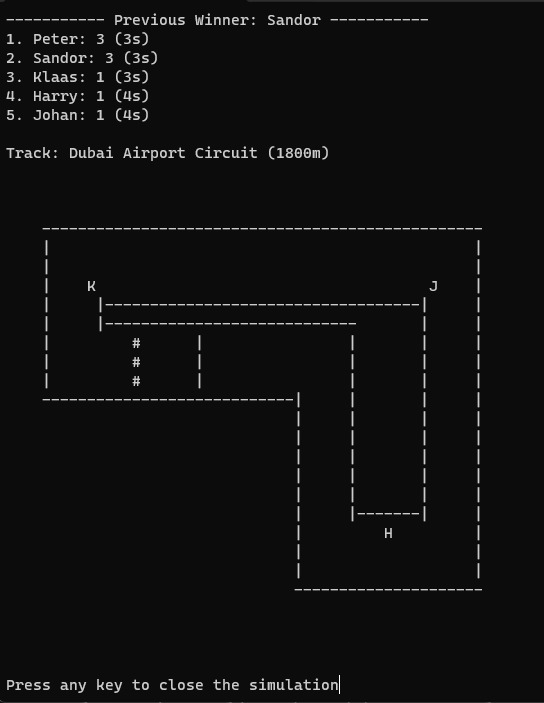 ----------- Previous Winner: Sandor -----------
1. Peter: 3 (3s)
2. Sandor: 3 (3s)
3. Klaas: 1 (3s)
4. Harry: 1 (4s)
5. Johan: 1 (4s)
Track: Dubai Airport Circuit (1800m)
K J
#
#
#
H
Press any key to close the simulation